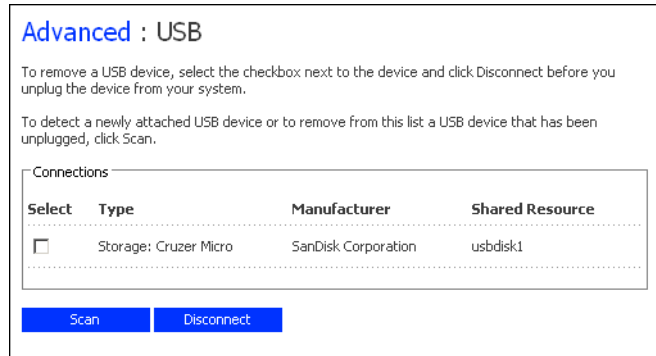 Advanced : USB
To remove a USB device, select the checkbox next to the device and click Disconnect before you
unplug the device from your system.
To detect a newly attached USB device or to remove from this list a USB device that has been
unplugged, click Scan.
Connections
Select Type Manufacturer Shared Resource
Storage: Cruzer Micro SanDisk Corporation usbdisk1
Scan Disconnect